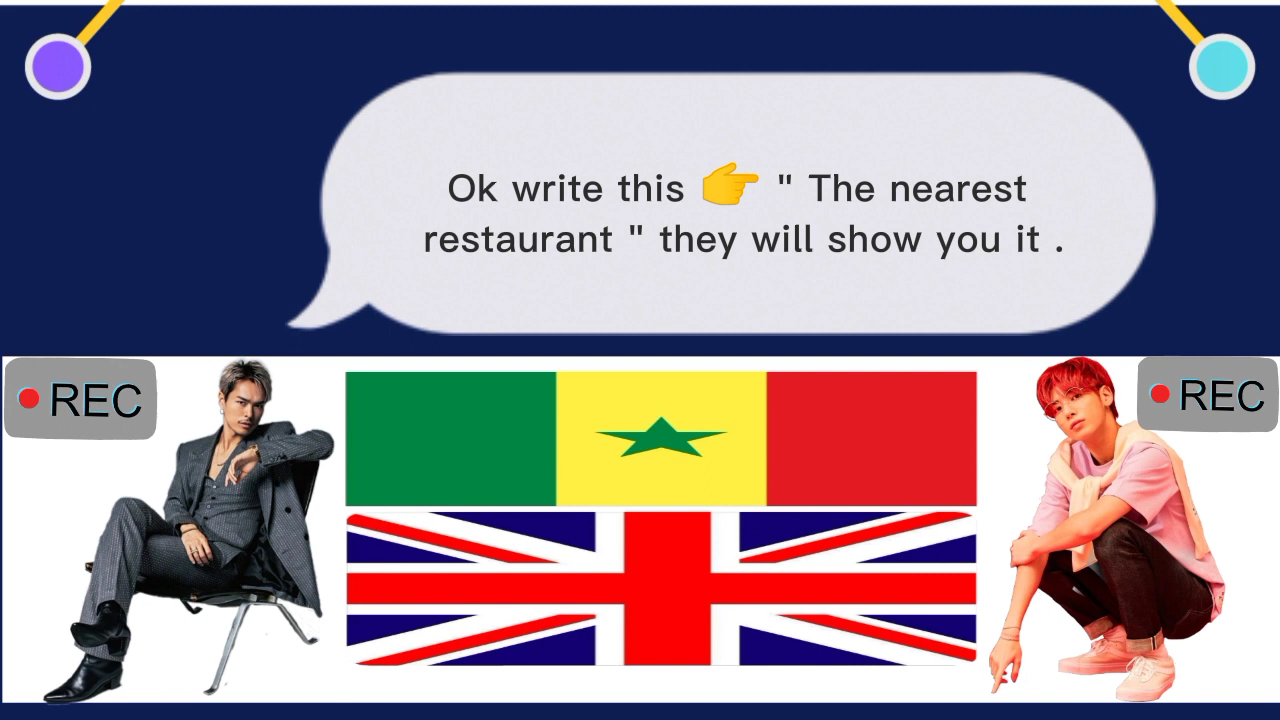 Ok write this 👉 " The nearest
restaurant " they will show you it .
REC
REC